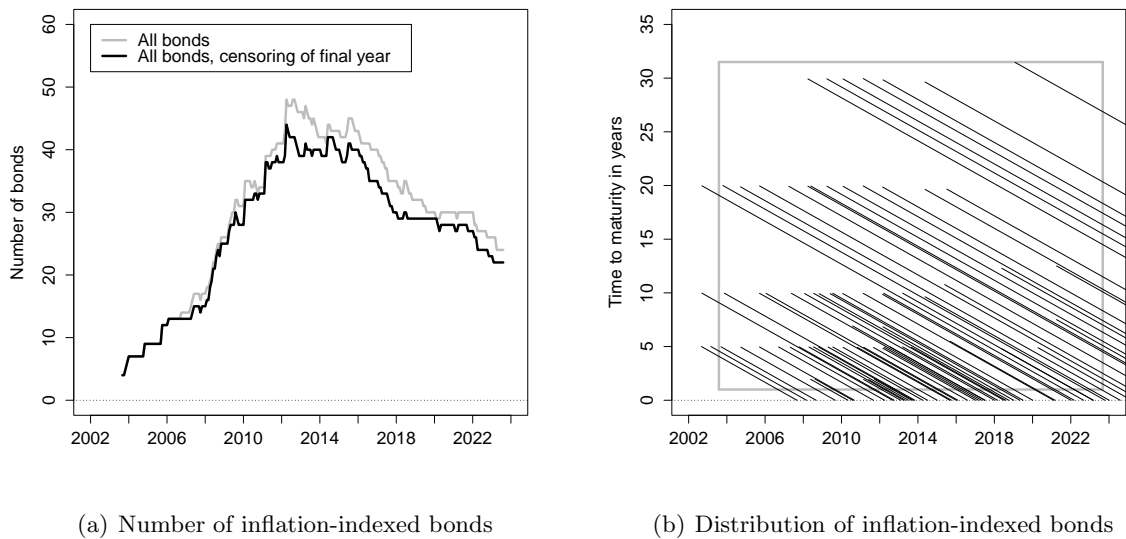 All bonds
All bonds, censoring of final year
Number of bonds
0 10 20 30 40 50 60
2002 2006 2010 2014 2018 2022
(a) Number of inflation-indexed bonds
Time to maturity in years
0 5 10 15 20 25 30 35
2002 2006 2010 2014 2018 2022
(b) Distribution of inflation-indexed bonds